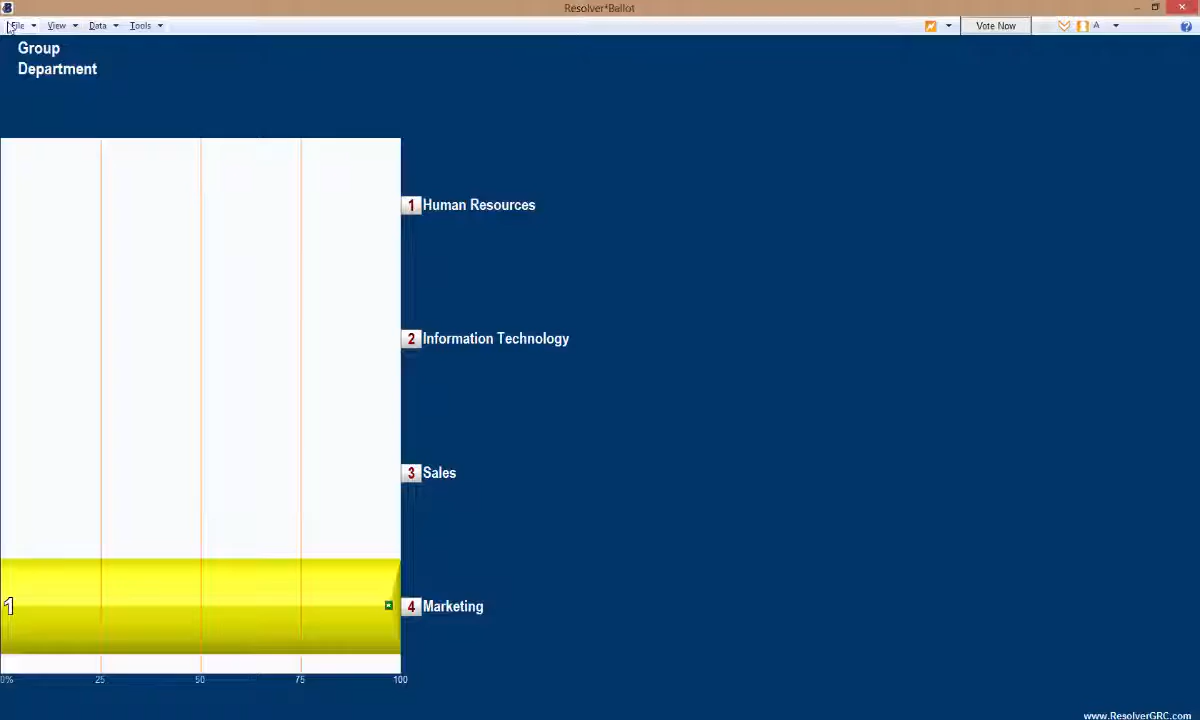 Resolver*Ballot
File View Data Tools Vote Now A ?
Group
Department
1 Human Resources
2 Information Technology
3 Sales
1 4 Marketing
0% 25 50 75 100
www.ResolverGRC.com